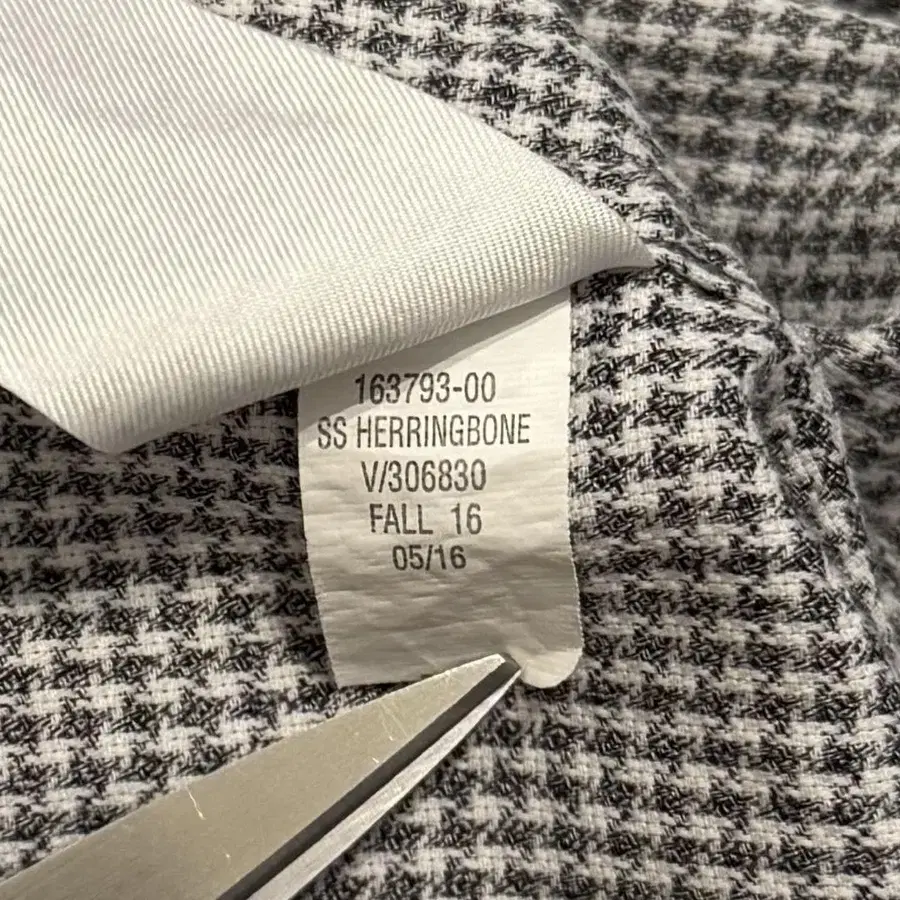 163793-00
SS HERRINGBONE
V/306830
FALL 16
05/16